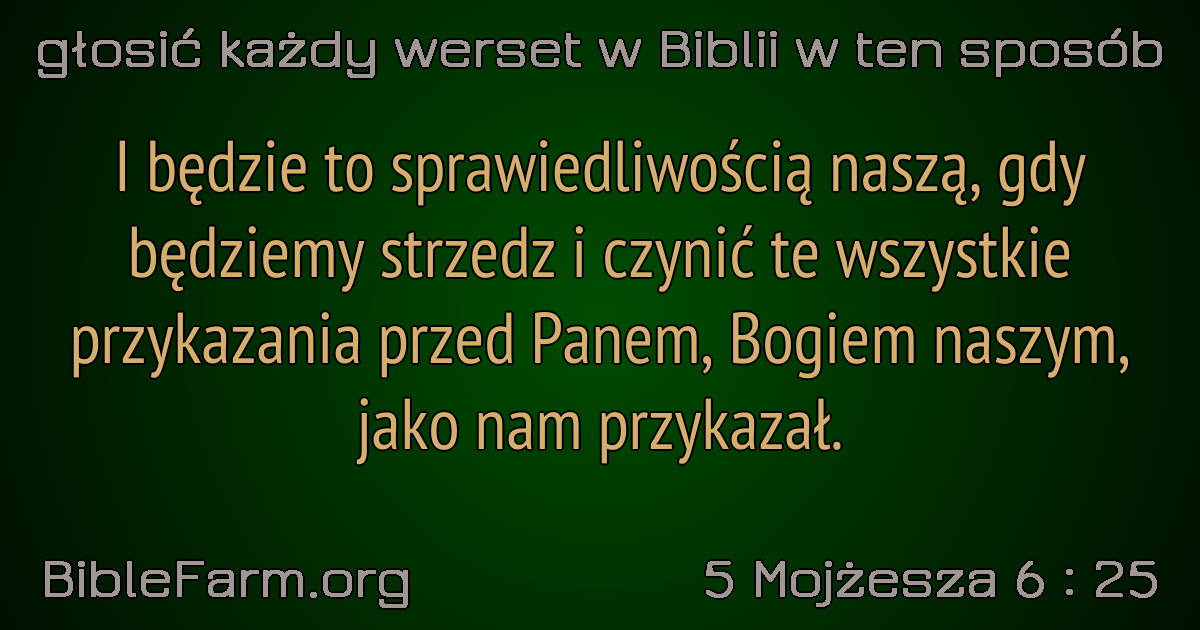 głosić każdy werset w Biblii w ten sposób
I będzie to sprawiedliwością naszą, gdy
będziemy strzedz i czynić te wszystkie
przykazania przed Panem, Bogiem naszym,
jako nam przykazał.
BibleFarm.org
5 Mojżesza 6 : 25